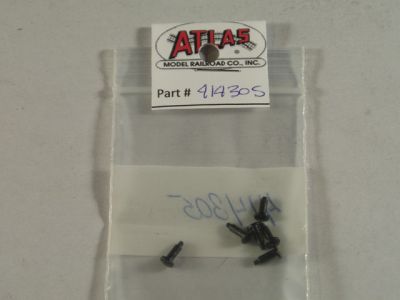 ATLAS
MODEL RAILROAD CO., INC.
Part # 414305
414305